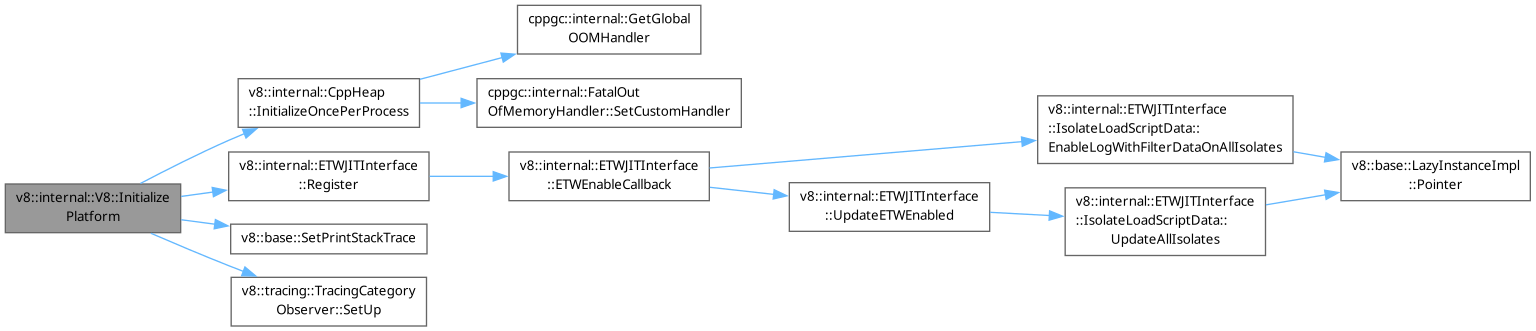 v8::internal::V8::Initialize
Platform
v8::internal::CppHeap
::InitializeOncePerProcess
cppgc::internal::GetGlobal
OOMHandler
cppgc::internal::FatalOut
OfMemoryHandler::SetCustomHandler
v8::internal::ETWJITInterface
::Register
v8::internal::ETWJITInterface
::ETWEnableCallback
v8::internal::ETWJITInterface
::IsolateLoadScriptData::
EnableLogWithFilterDataOnAllIsolates
v8::base::LazyInstanceImpl
::Pointer
v8::internal::ETWJITInterface
::UpdateETWEnabled
v8::internal::ETWJITInterface
::IsolateLoadScriptData::
UpdateAllIsolates
v8::base::SetPrintStackTrace
v8::tracing::TracingCategory
Observer::SetUp